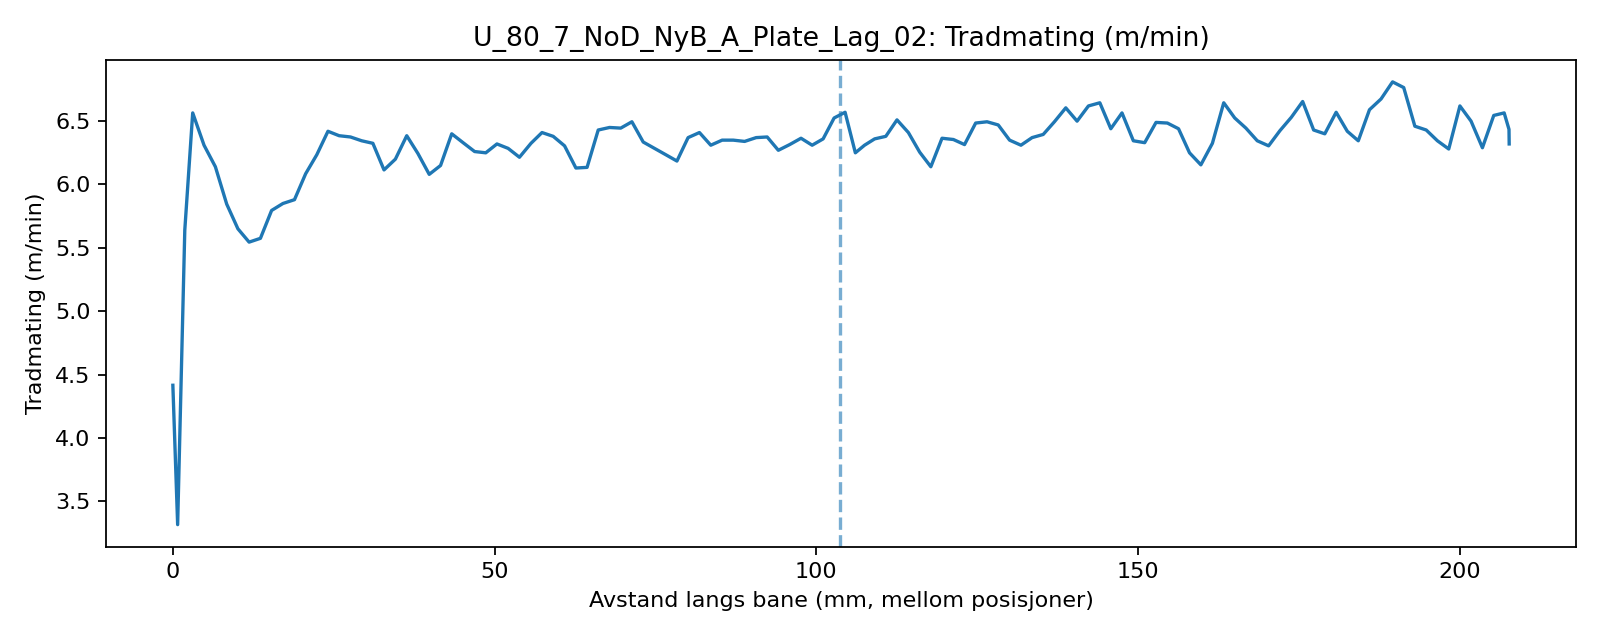 U_80_7_NoD_NyB_A_Plate_Lag_02: Tradmating (m/min)
Tradmating (m/min)
6.5
6.0
5.5
5.0
4.5
4.0
3.5
0 50 100 150 200
Avstand langs bane (mm, mellom posisjoner)